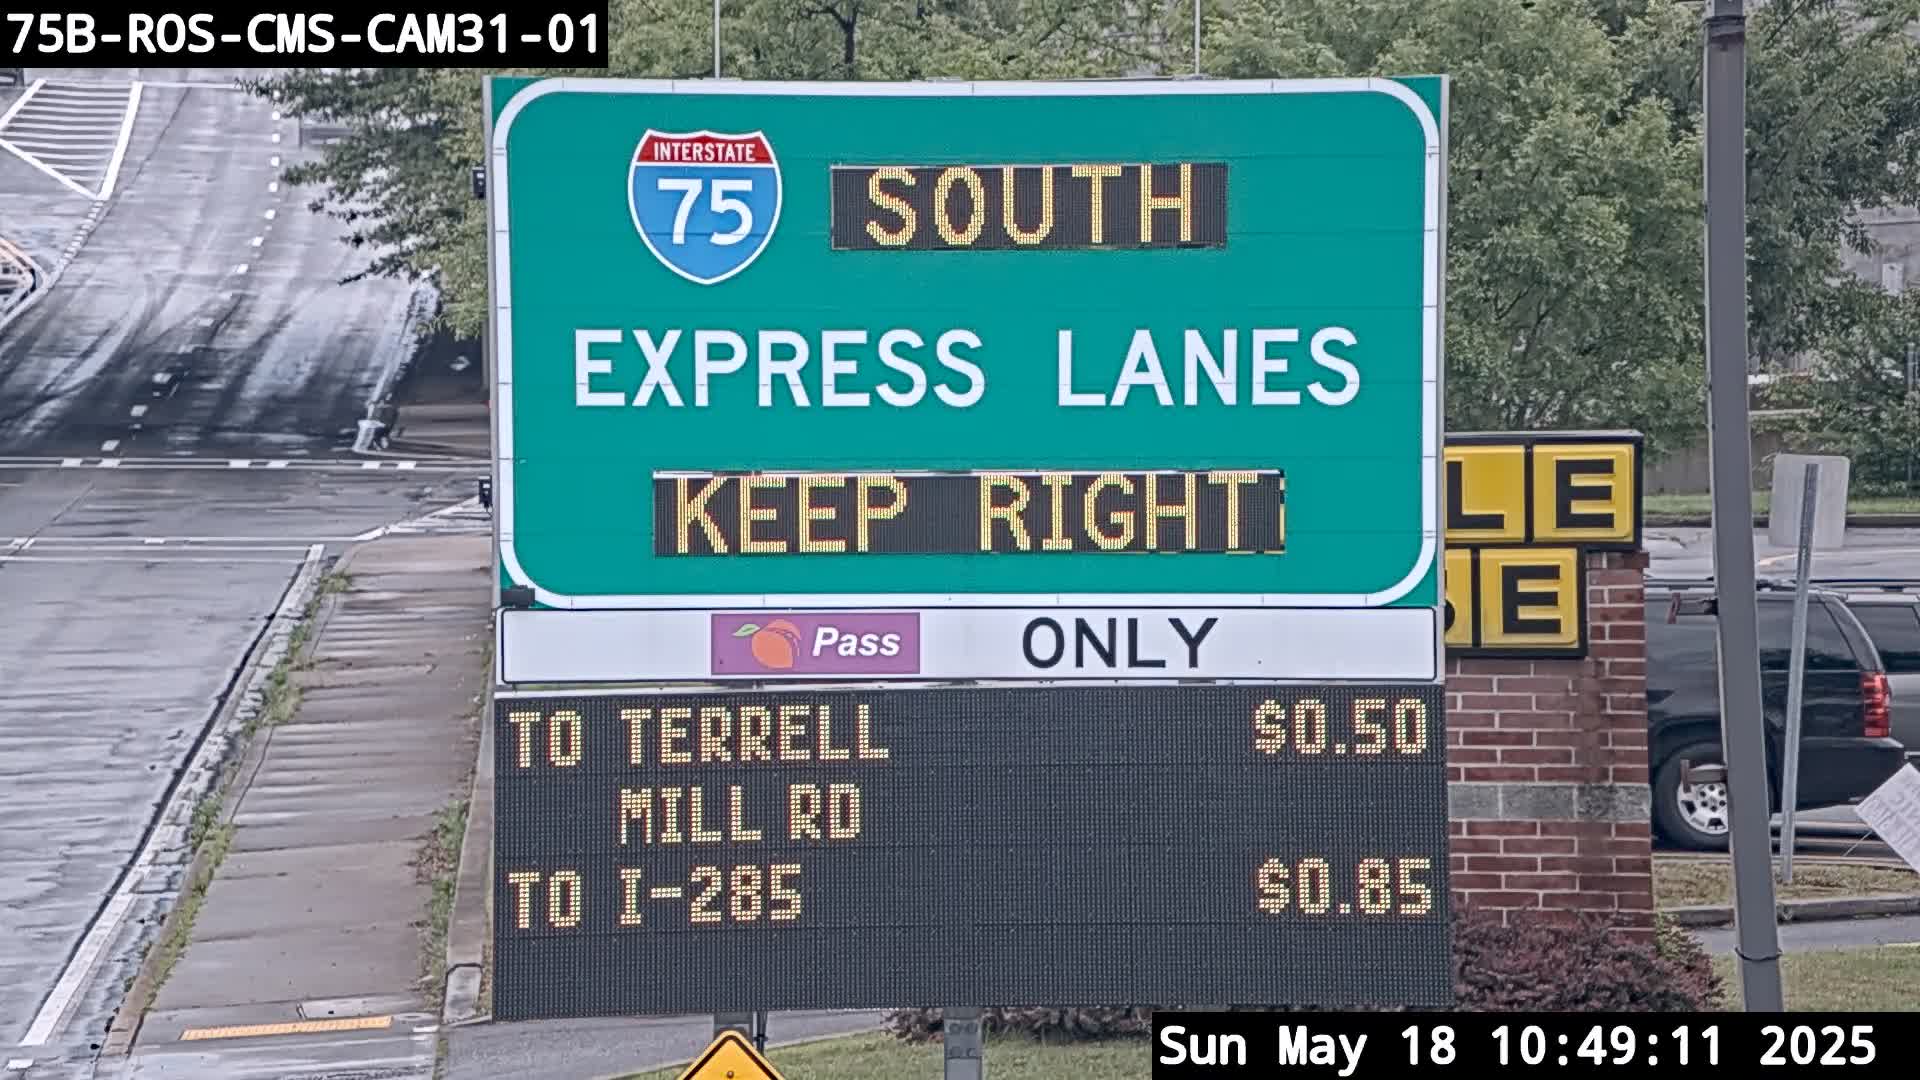 75B-ROS-CMS-CAM31-01
INTERSTATE
75
SOUTH
EXPRESS LANES
KEEP RIGHT
Pass ONLY
TO TERRELL $0.50
MILL RD
TO I-285 $0.85
LE
E
Sun May 18 10:49:11 2025